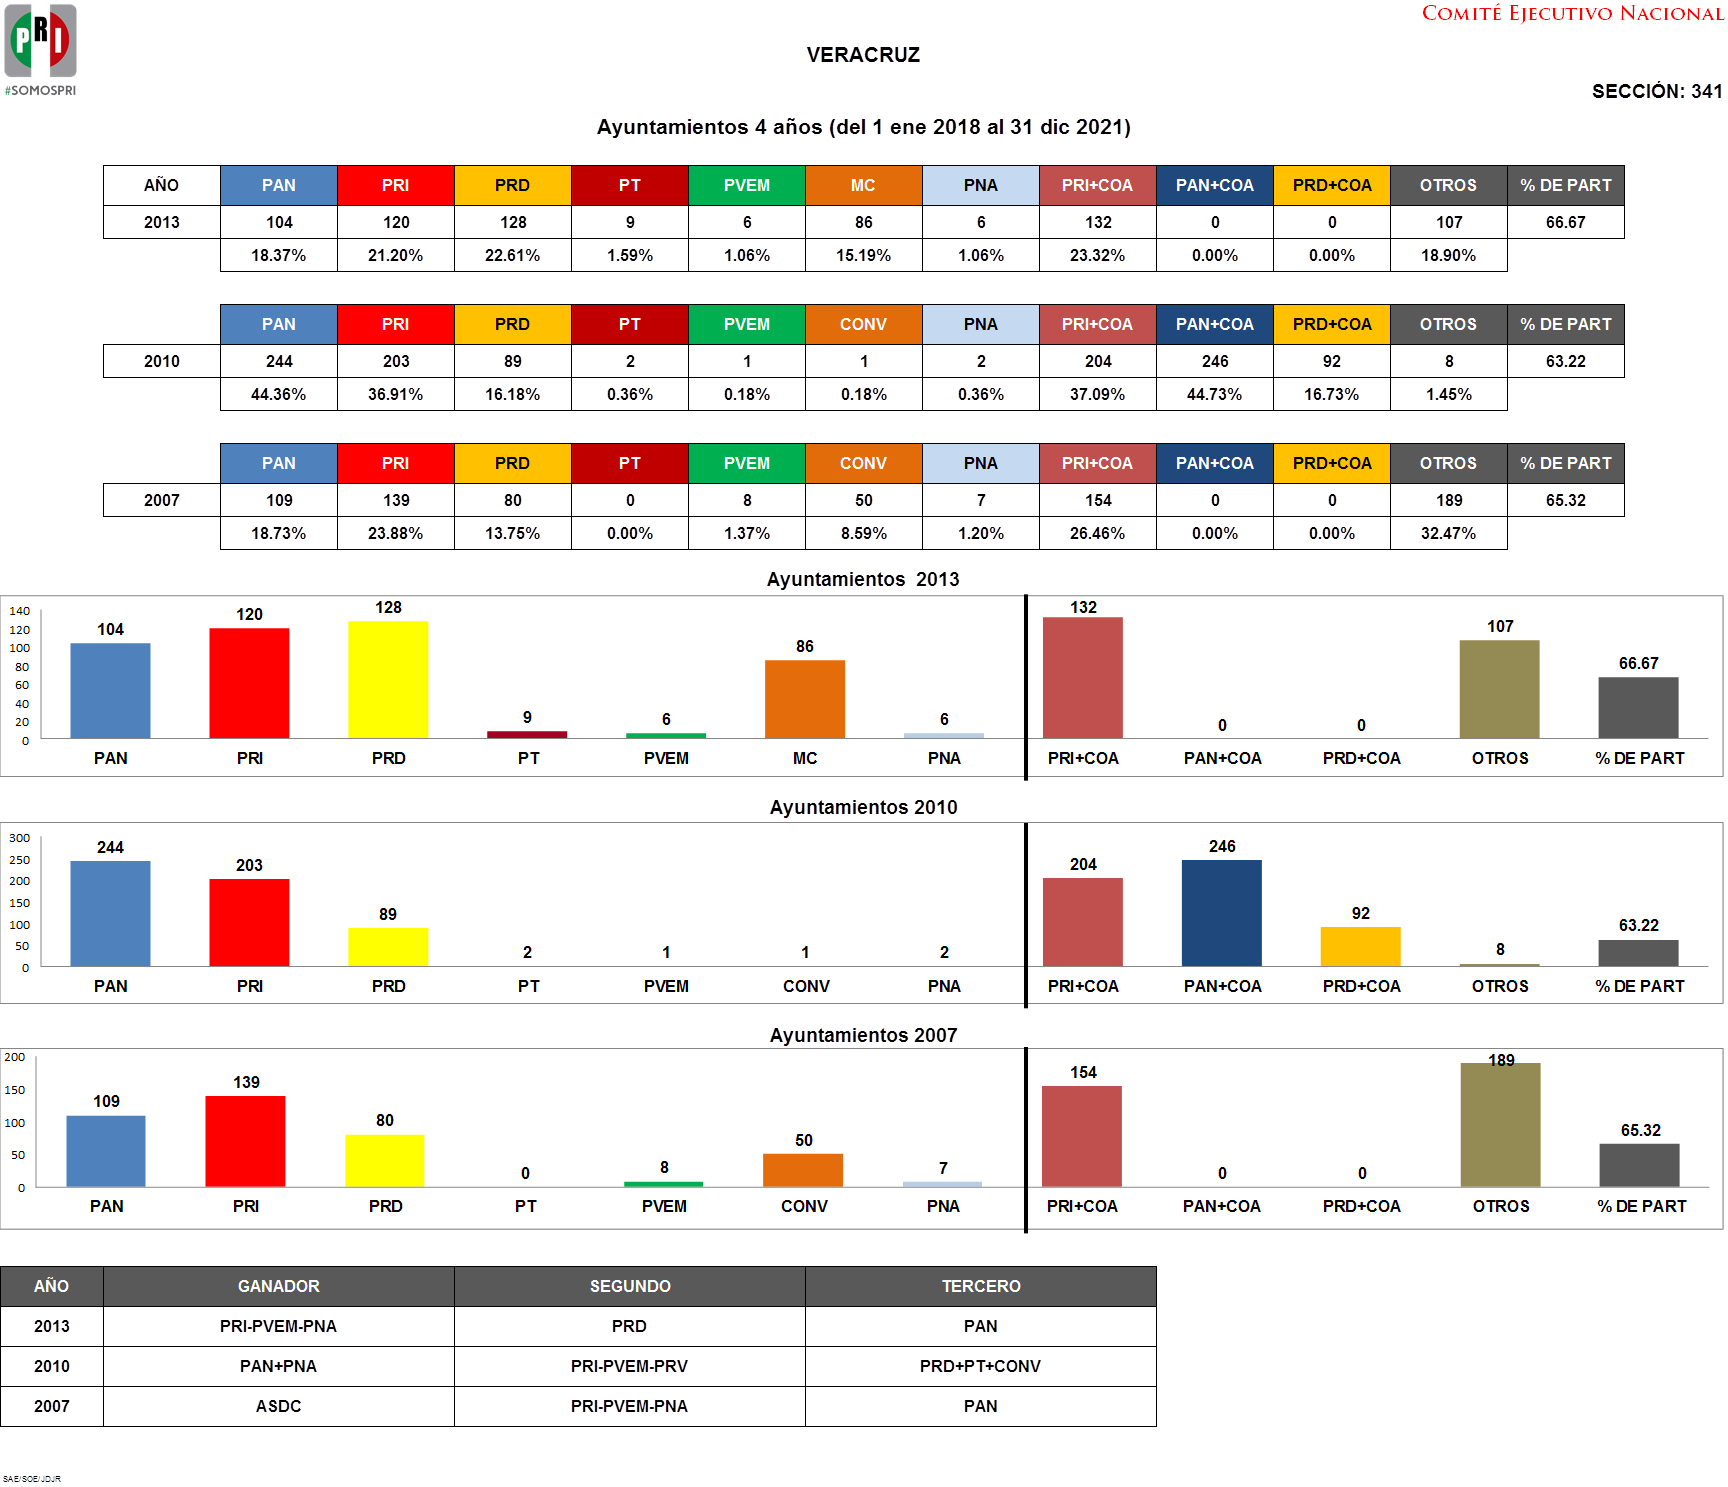 PRI
#SOMOSPRI
COMITÉ EJECUTIVO NACIONAL
VERACRUZ
SECCIÓN: 341
Ayuntamientos 4 años (del 1 ene 2018 al 31 dic 2021)
AÑO PAN PRI PRD PT PVEM MC PNA PRI+COA PAN+COA PRD+COA OTROS % DE PART
2013 104 120 128 9 6 86 6 132 0 0 107 66.67
18.37% 21.20% 22.61% 1.59% 1.06% 15.19% 1.06% 23.32% 0.00% 0.00% 18.90%
PAN PRI PRD PT PVEM CONV PNA PRI+COA PAN+COA PRD+COA OTROS % DE PART
2010 244 203 89 2 1 1 2 204 246 92 8 63.22
44.36% 36.91% 16.18% 0.36% 0.18% 0.18% 0.36% 37.09% 44.73% 16.73% 1.45%
PAN PRI PRD PT PVEM CONV PNA PRI+COA PAN+COA PRD+COA OTROS % DE PART
2007 109 139 80 0 8 50 7 154 0 0 189 65.32
18.73% 23.88% 13.75% 0.00% 1.37% 8.59% 1.20% 26.46% 0.00% 0.00% 32.47%
Ayuntamientos  2013
140
120
100
80
60
40
20
0
104 120 128 9 6 86 6 132 0 0 107 66.67
PAN PRI PRD PT PVEM MC PNA PRI+COA PAN+COA PRD+COA OTROS % DE PART
Ayuntamientos 2010
300
250
200
150
100
50
0
244 203 89 2 1 1 2 204 246 92 8 63.22
PAN PRI PRD PT PVEM CONV PNA PRI+COA PAN+COA PRD+COA OTROS % DE PART
Ayuntamientos 2007
200
150
100
50
0
109 139 80 0 8 50 7 154 0 0 189 65.32
PAN PRI PRD PT PVEM CONV PNA PRI+COA PAN+COA PRD+COA OTROS % DE PART
AÑO GANADOR SEGUNDO TERCERO
2013 PRI-PVEM-PNA PRD PAN
2010 PAN+PNA PRI-PVEM-PRV PRD+PT+CONV
2007 ASDC PRI-PVEM-PNA PAN
SAE/SOE/JDJR